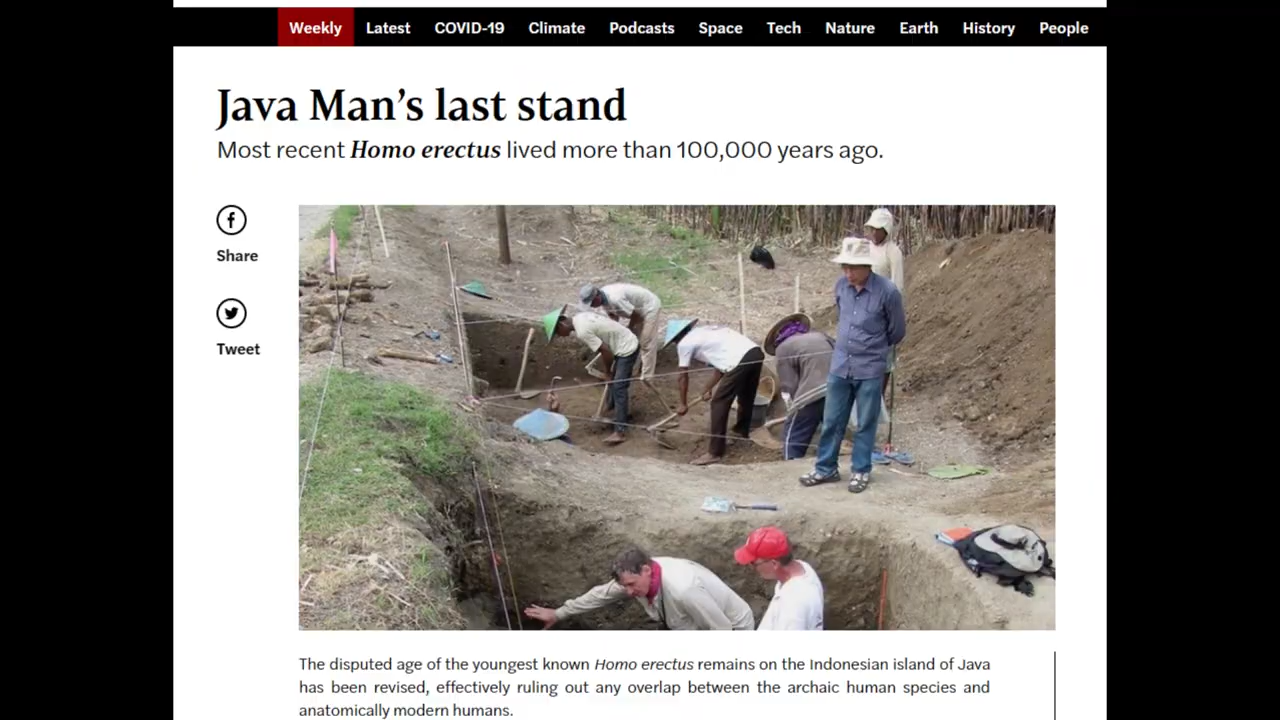 Weekly Latest COVID-19 Climate Podcasts Space Tech Nature Earth History People
Java Man’s last stand
Most recent Homo erectus lived more than 100,000 years ago.
Share
Tweet
The disputed age of the youngest known Homo erectus remains on the Indonesian island of Java
has been revised, effectively ruling out any overlap between the archaic human species and
anatomically modern humans.